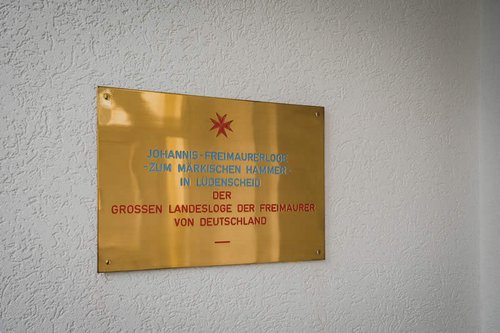 JOHANNIS-FREIMAURERLOGE
-ZUM MÄRKISCHEN HAMMER-
IN LÜDENSCHEID
DER
GROSSEN LANDESLOGE DER FREIMAURER
VON DEUTSCHLAND